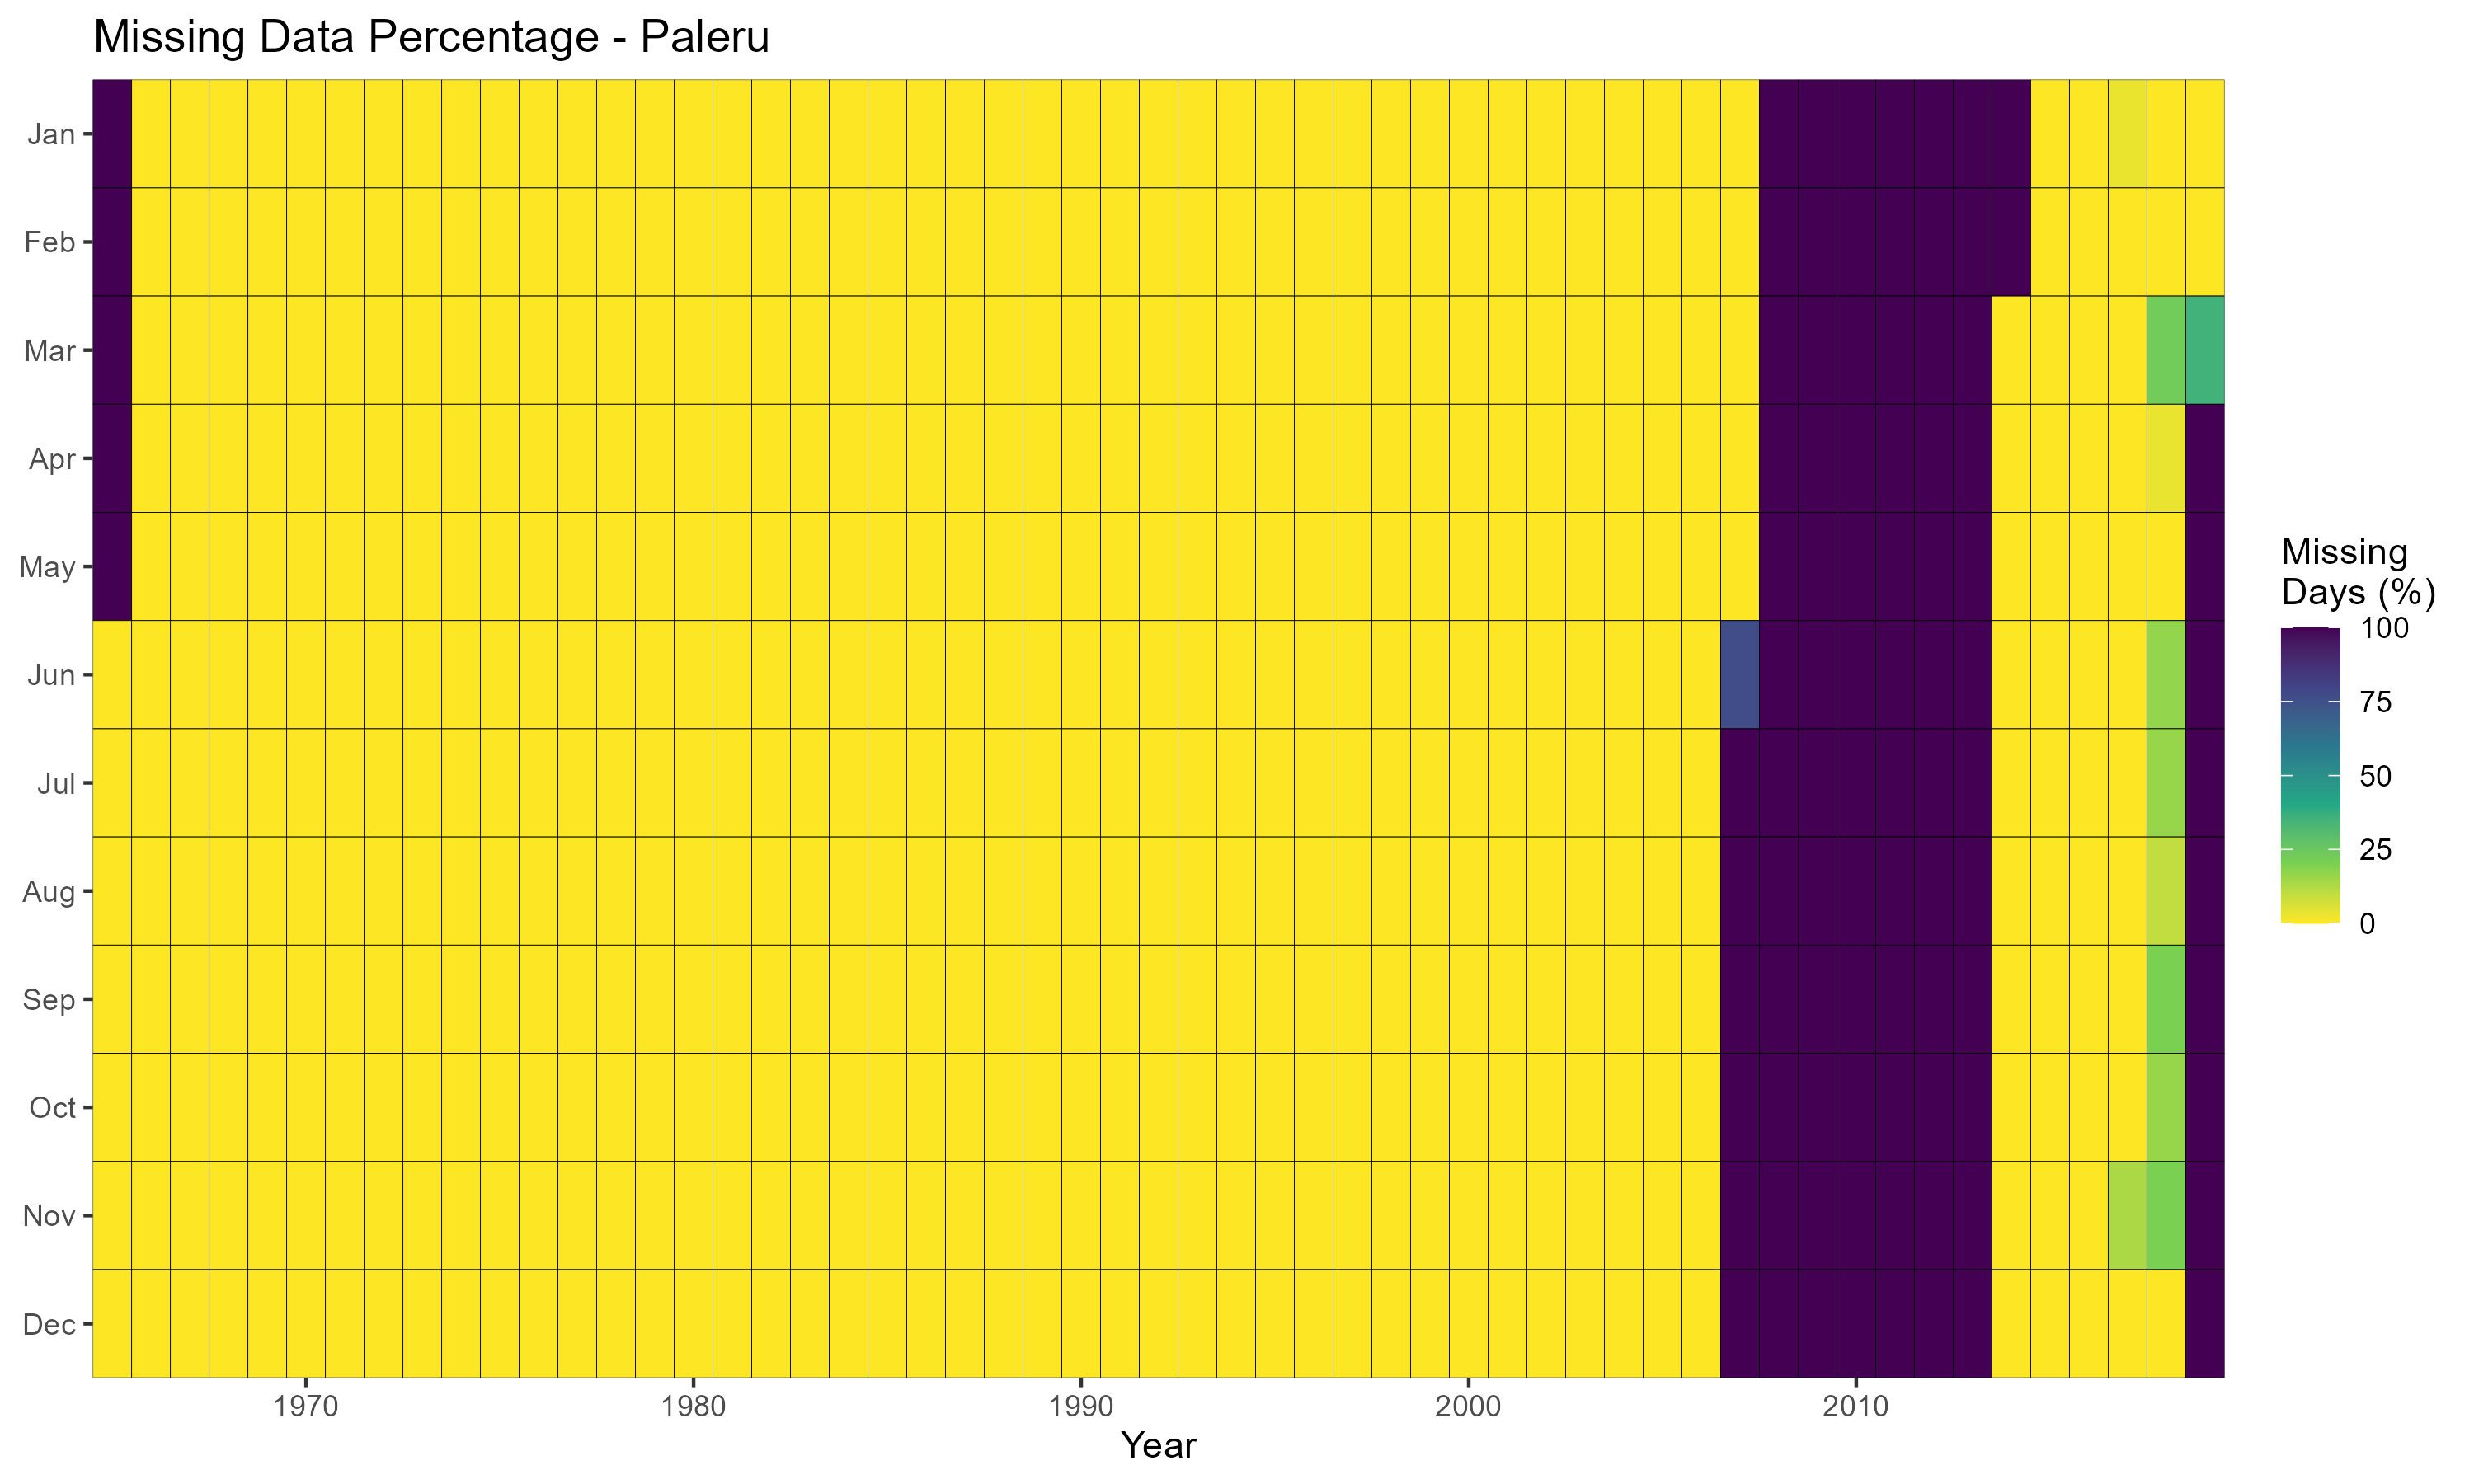 Missing Data Percentage - Paleru
Jan
Feb
Mar
Apr
May
Jun
Jul
Aug
Sep
Oct
Nov
Dec
1970 1980 1990 2000 2010
Year
Missing
Days (%)
100
75
50
25
0